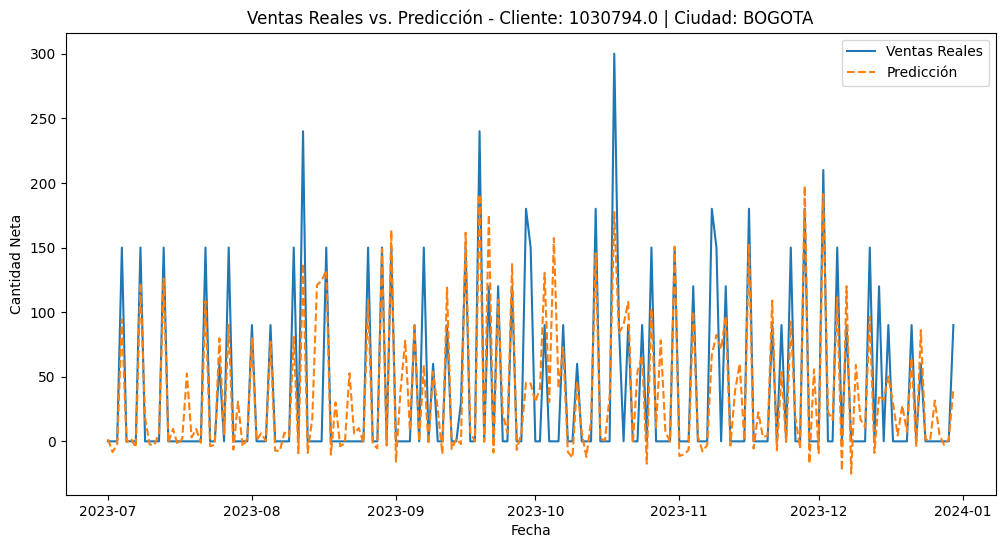 Ventas Reales vs. Predicción - Cliente: 1030794.0 | Ciudad: BOGOTA
Ventas Reales
Predicción
300
250
200
150
100
50
0
Cantidad Neta
2023-07
2023-08
2023-09
2023-10
2023-11
2023-12
2024-01
Fecha